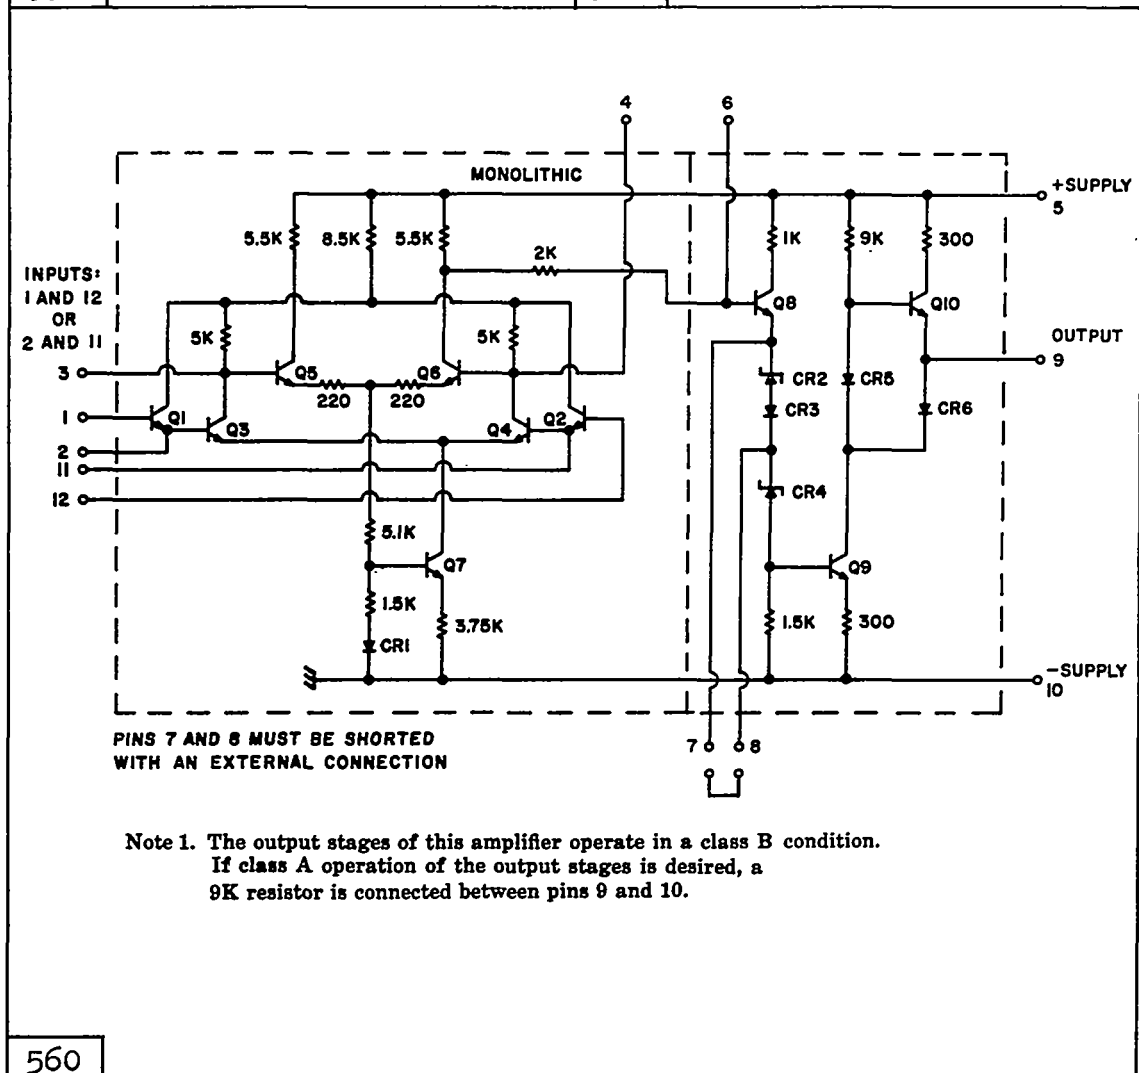 4
6
MONOLITHIC
+SUPPLY
5
5.5K
8.5K
5.5K
2K
1K
9K
300
INPUTS:
1 AND 12
OR
2 AND 11
5K
5K
Q8
Q10
OUTPUT
9
3
Q5
Q6
220
220
CR2
CR5
CR3
CR6
1
Q1
Q3
Q4
Q2
2
11
12
CR4
5.1K
Q7
Q9
1.5K
3.75K
1.5K
300
CR1
-SUPPLY
10
PINS 7 AND 8 MUST BE SHORTED
WITH AN EXTERNAL CONNECTION
7
8
Note 1. The output stages of this amplifier operate in a class B condition.
If class A operation of the output stages is desired, a
9K resistor is connected between pins 9 and 10.
560